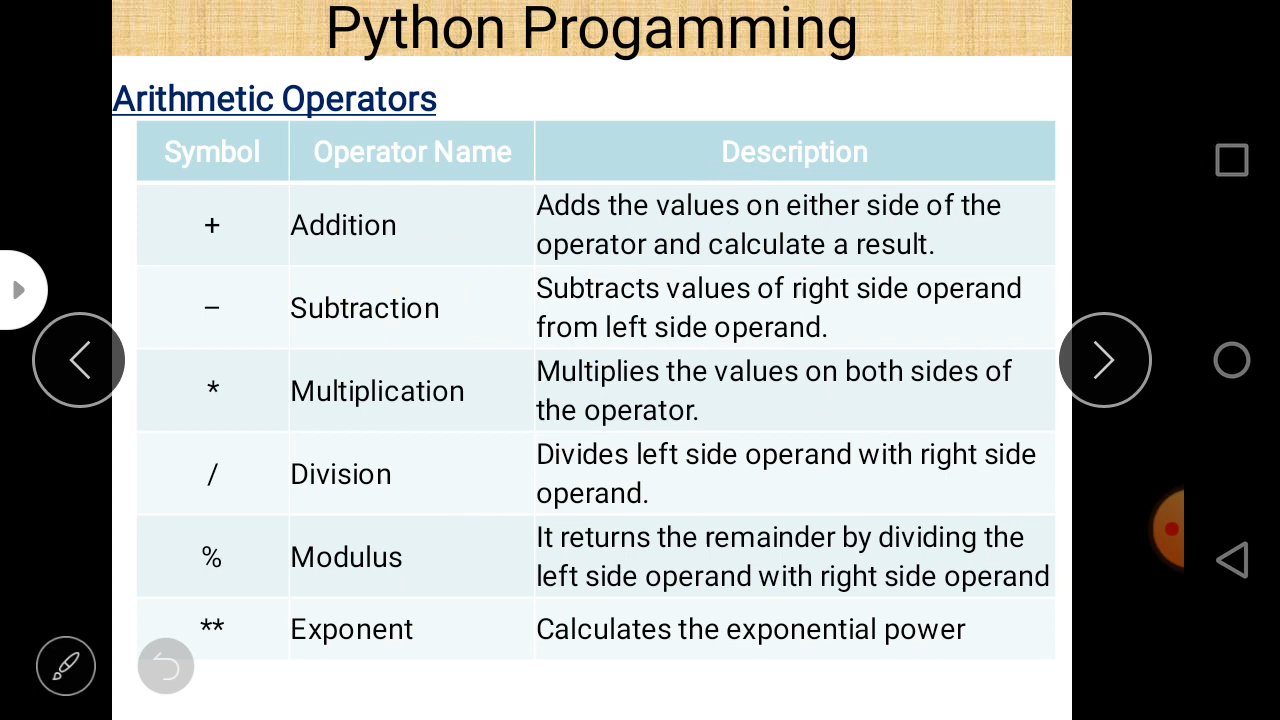 Python Progamming
Arithmetic Operators
Symbol Operator Name Description
+ Addition Adds the values on either side of the
operator and calculate a result.
– Subtraction Subtracts values of right side operand
from left side operand.
* Multiplication Multiplies the values on both sides of
the operator.
/ Division Divides left side operand with right side
operand.
% Modulus It returns the remainder by dividing the
left side operand with right side operand
** Exponent Calculates the exponential power